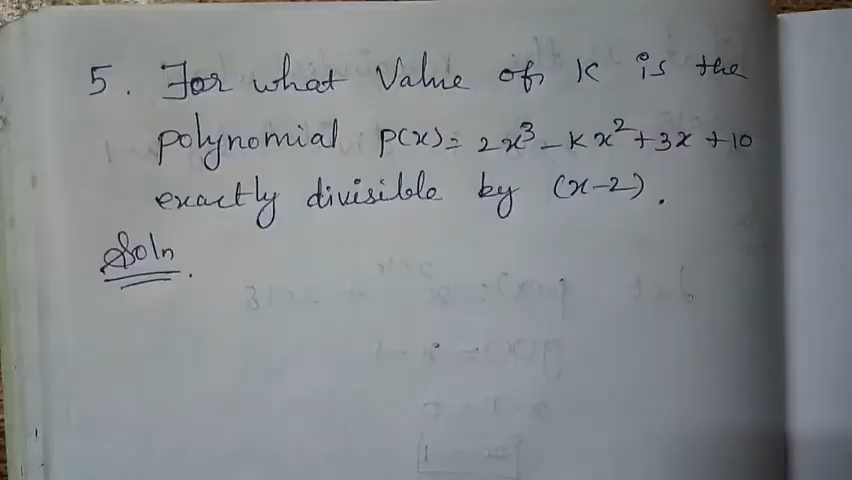 5. For what Value of K is the
polynomial P(x) = 2x³ - Kx² + 3x + 10
exactly divisible by (x-2).
Soln.